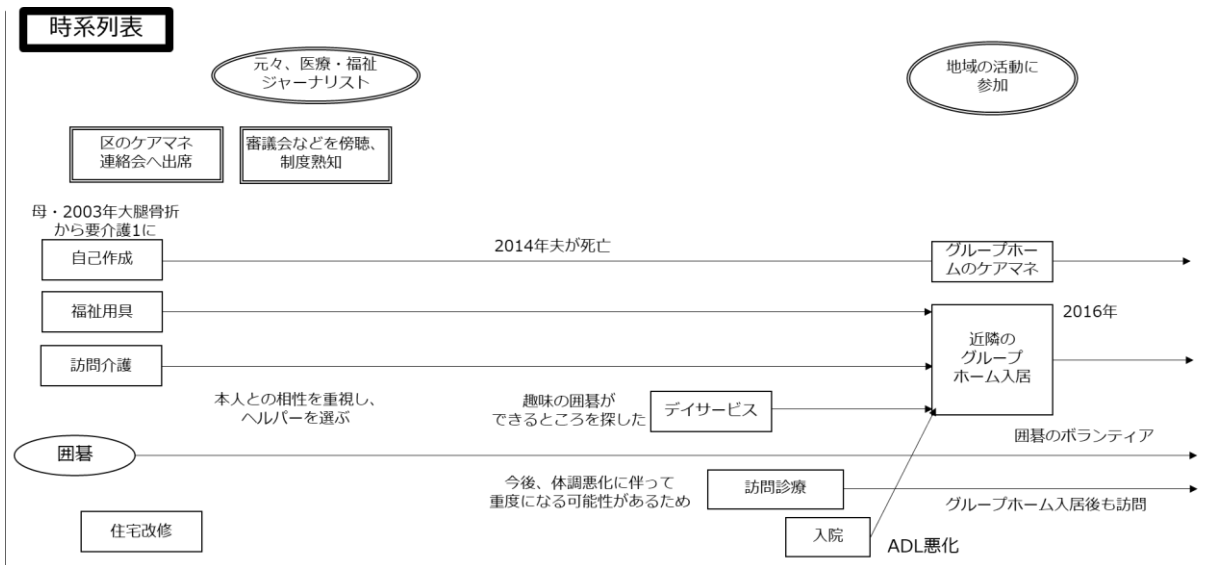 時系列表
元々、医療・福祉
ジャーナリスト
地域の活動に
参加
区のケアマネ
連絡会へ出席
審議会などを傍聴、
制度熟知
母・2003年大腿骨折
から要介護1に
自己作成
2014年夫が死亡
グループホー
ムのケアマネ
福祉用具
2016年
近隣の
グループ
ホーム入居
訪問介護
本人との相性を重視し、
ヘルパーを選ぶ
趣味の囲碁が
できるところを探した
デイサービス
囲碁のボランティア
囲碁
今後、体調悪化に伴って
重度になる可能性があるため
訪問診療
グループホーム入居後も訪問
住宅改修
入院
ADL悪化